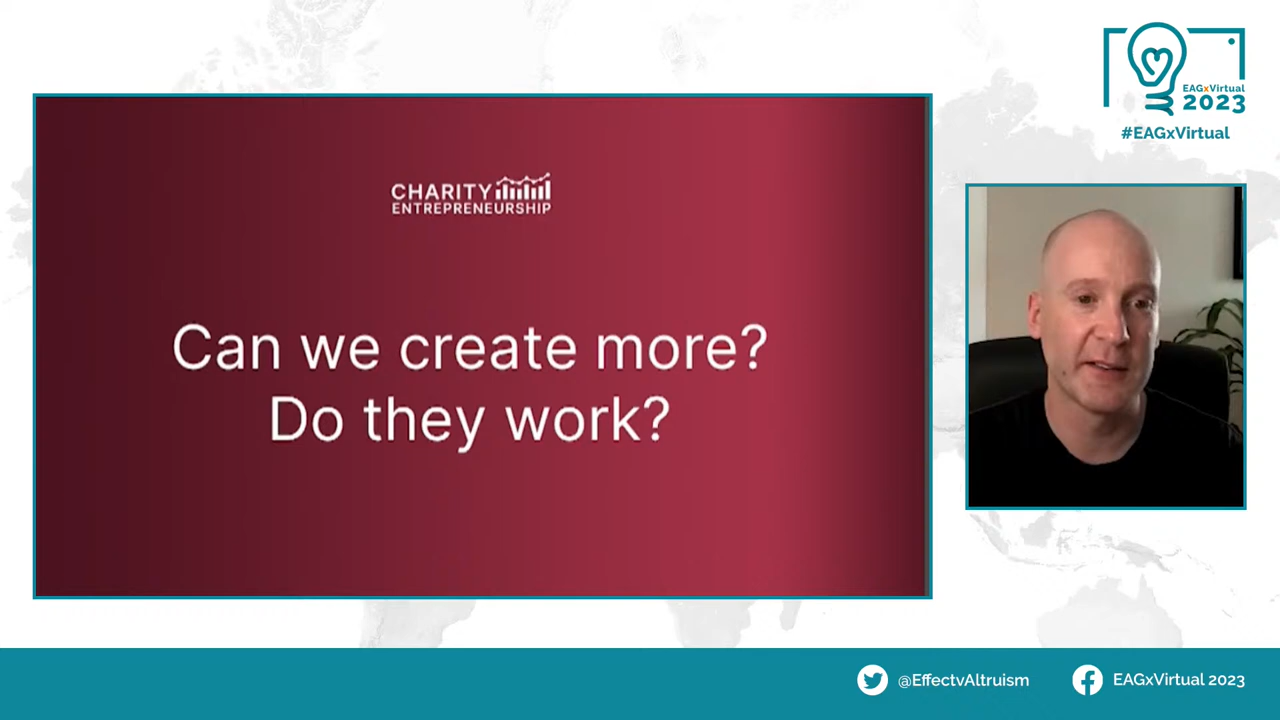 EAGxVirtual
2023
#EAGxVirtual
CHARITY
ENTREPRENEURSHIP
Can we create more?
Do they work?
@EffectvAltruism
EAGxVirtual 2023